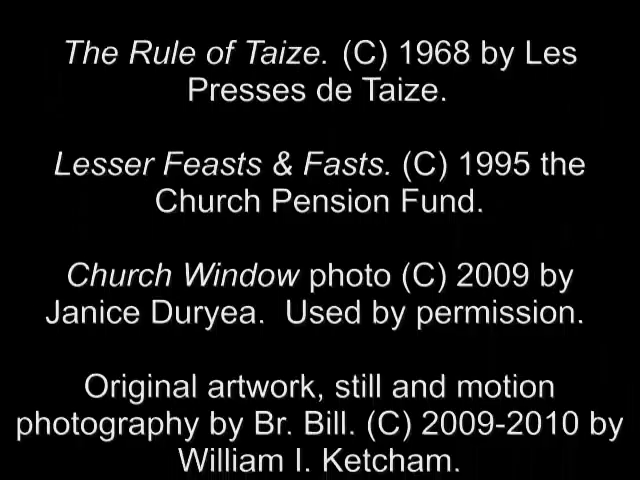 The Rule of Taize. (C) 1968 by Les
Presses de Taize.
Lesser Feasts & Fasts. (C) 1995 the
Church Pension Fund.
Church Window photo (C) 2009 by
Janice Duryea.  Used by permission.
Original artwork, still and motion
photography by Br. Bill. (C) 2009-2010 by
William I. Ketcham.